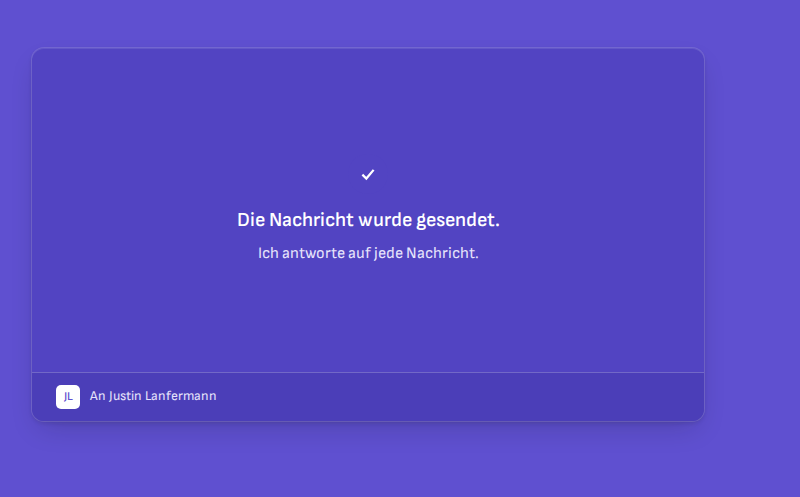 Die Nachricht wurde gesendet.
Ich antworte auf jede Nachricht.
JL An Justin Lanfermann